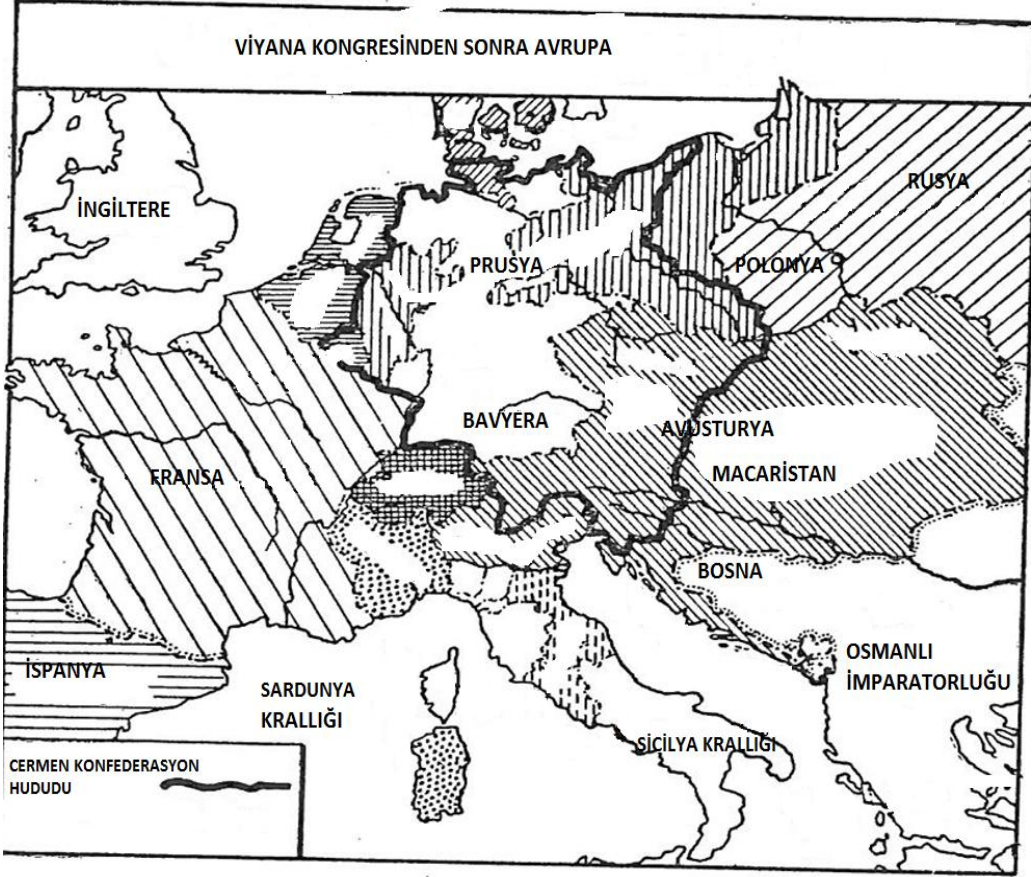 VİYANA KONGRESİNDEN SONRA AVRUPA
RUSYA
İNGİLTERE
PRUSYA
POLONYA
BAVYERA
AVUSTURYA
FRANSA
MACARİSTAN
BOSNA
İSPANYA
SARDUNYA
KRALLIĞI
OSMANLI
İMPARATORLUĞU
SİCİLYA KRALLIĞI
CERMEN KONFEDERASYON
HUDUDU